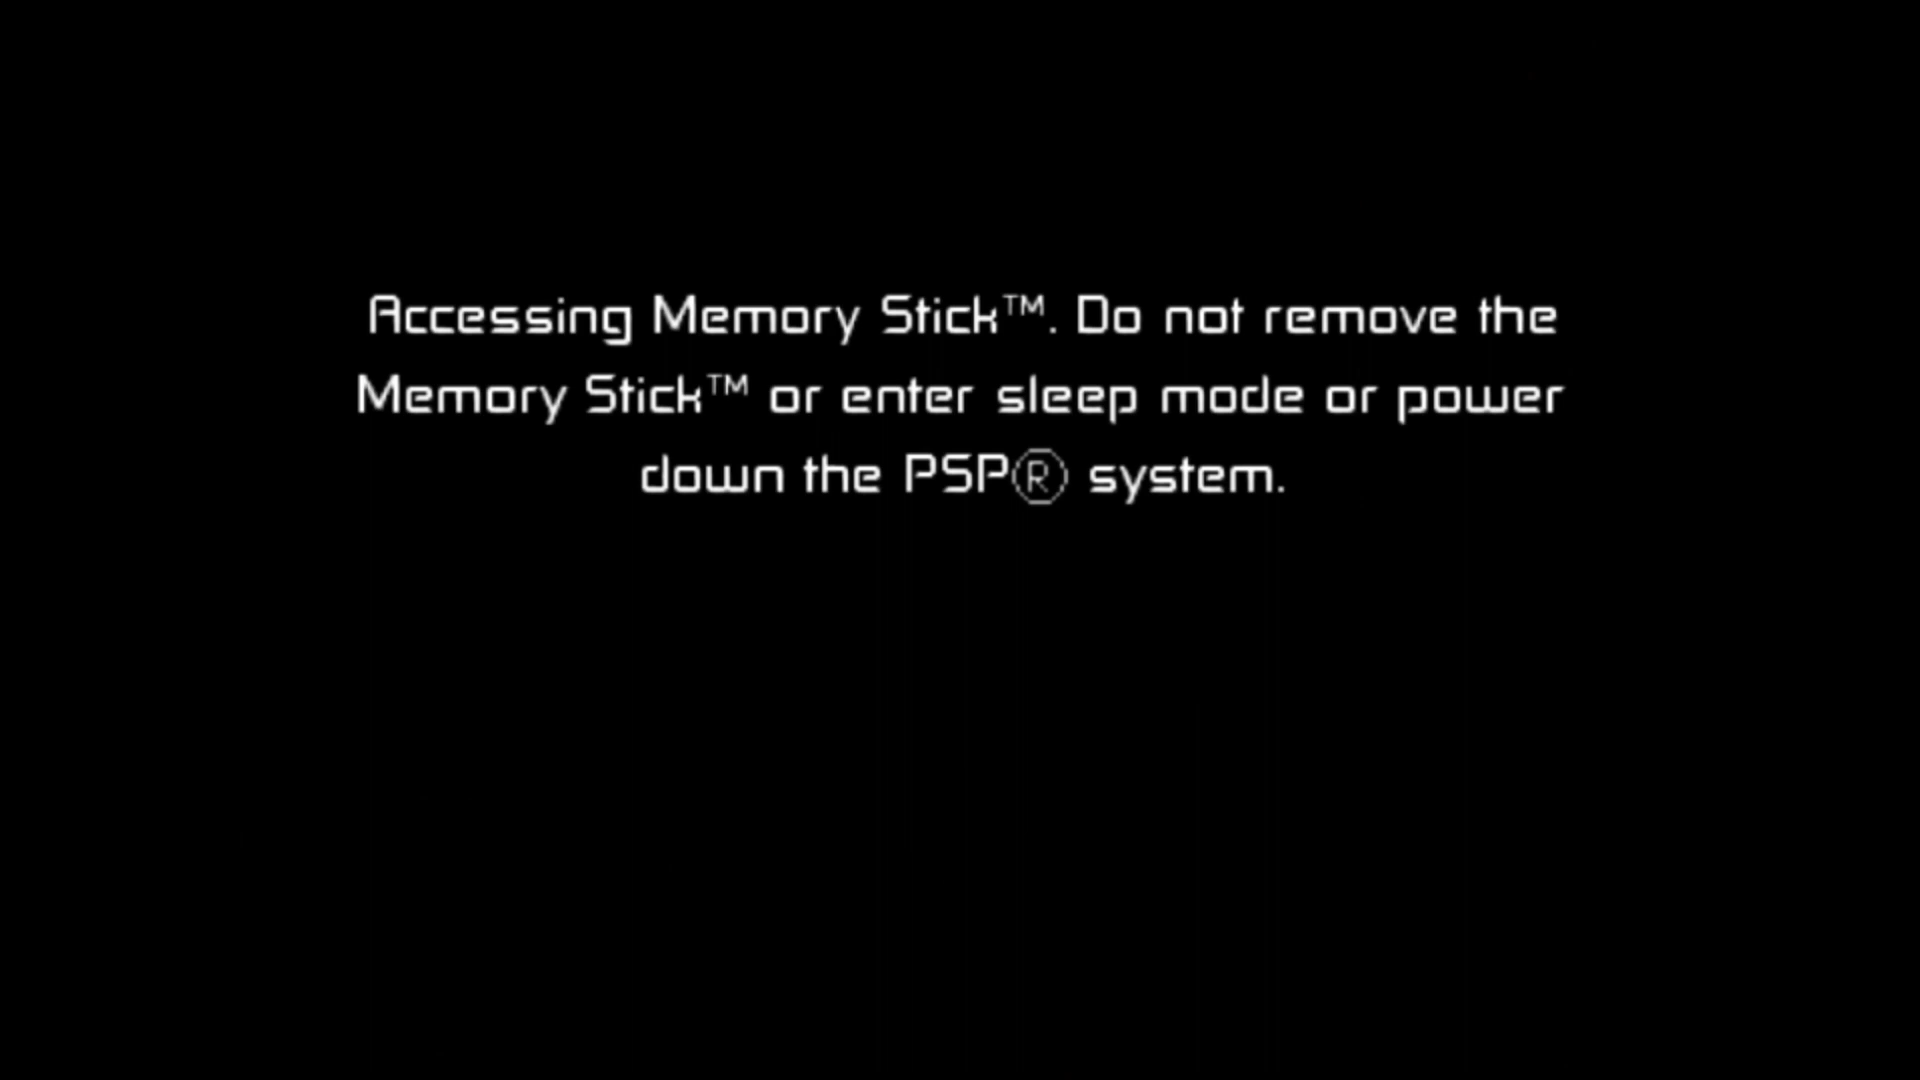 Accessing Memory Stick™. Do not remove the
Memory Stick™ or enter sleep mode or power
down the PSP® system.